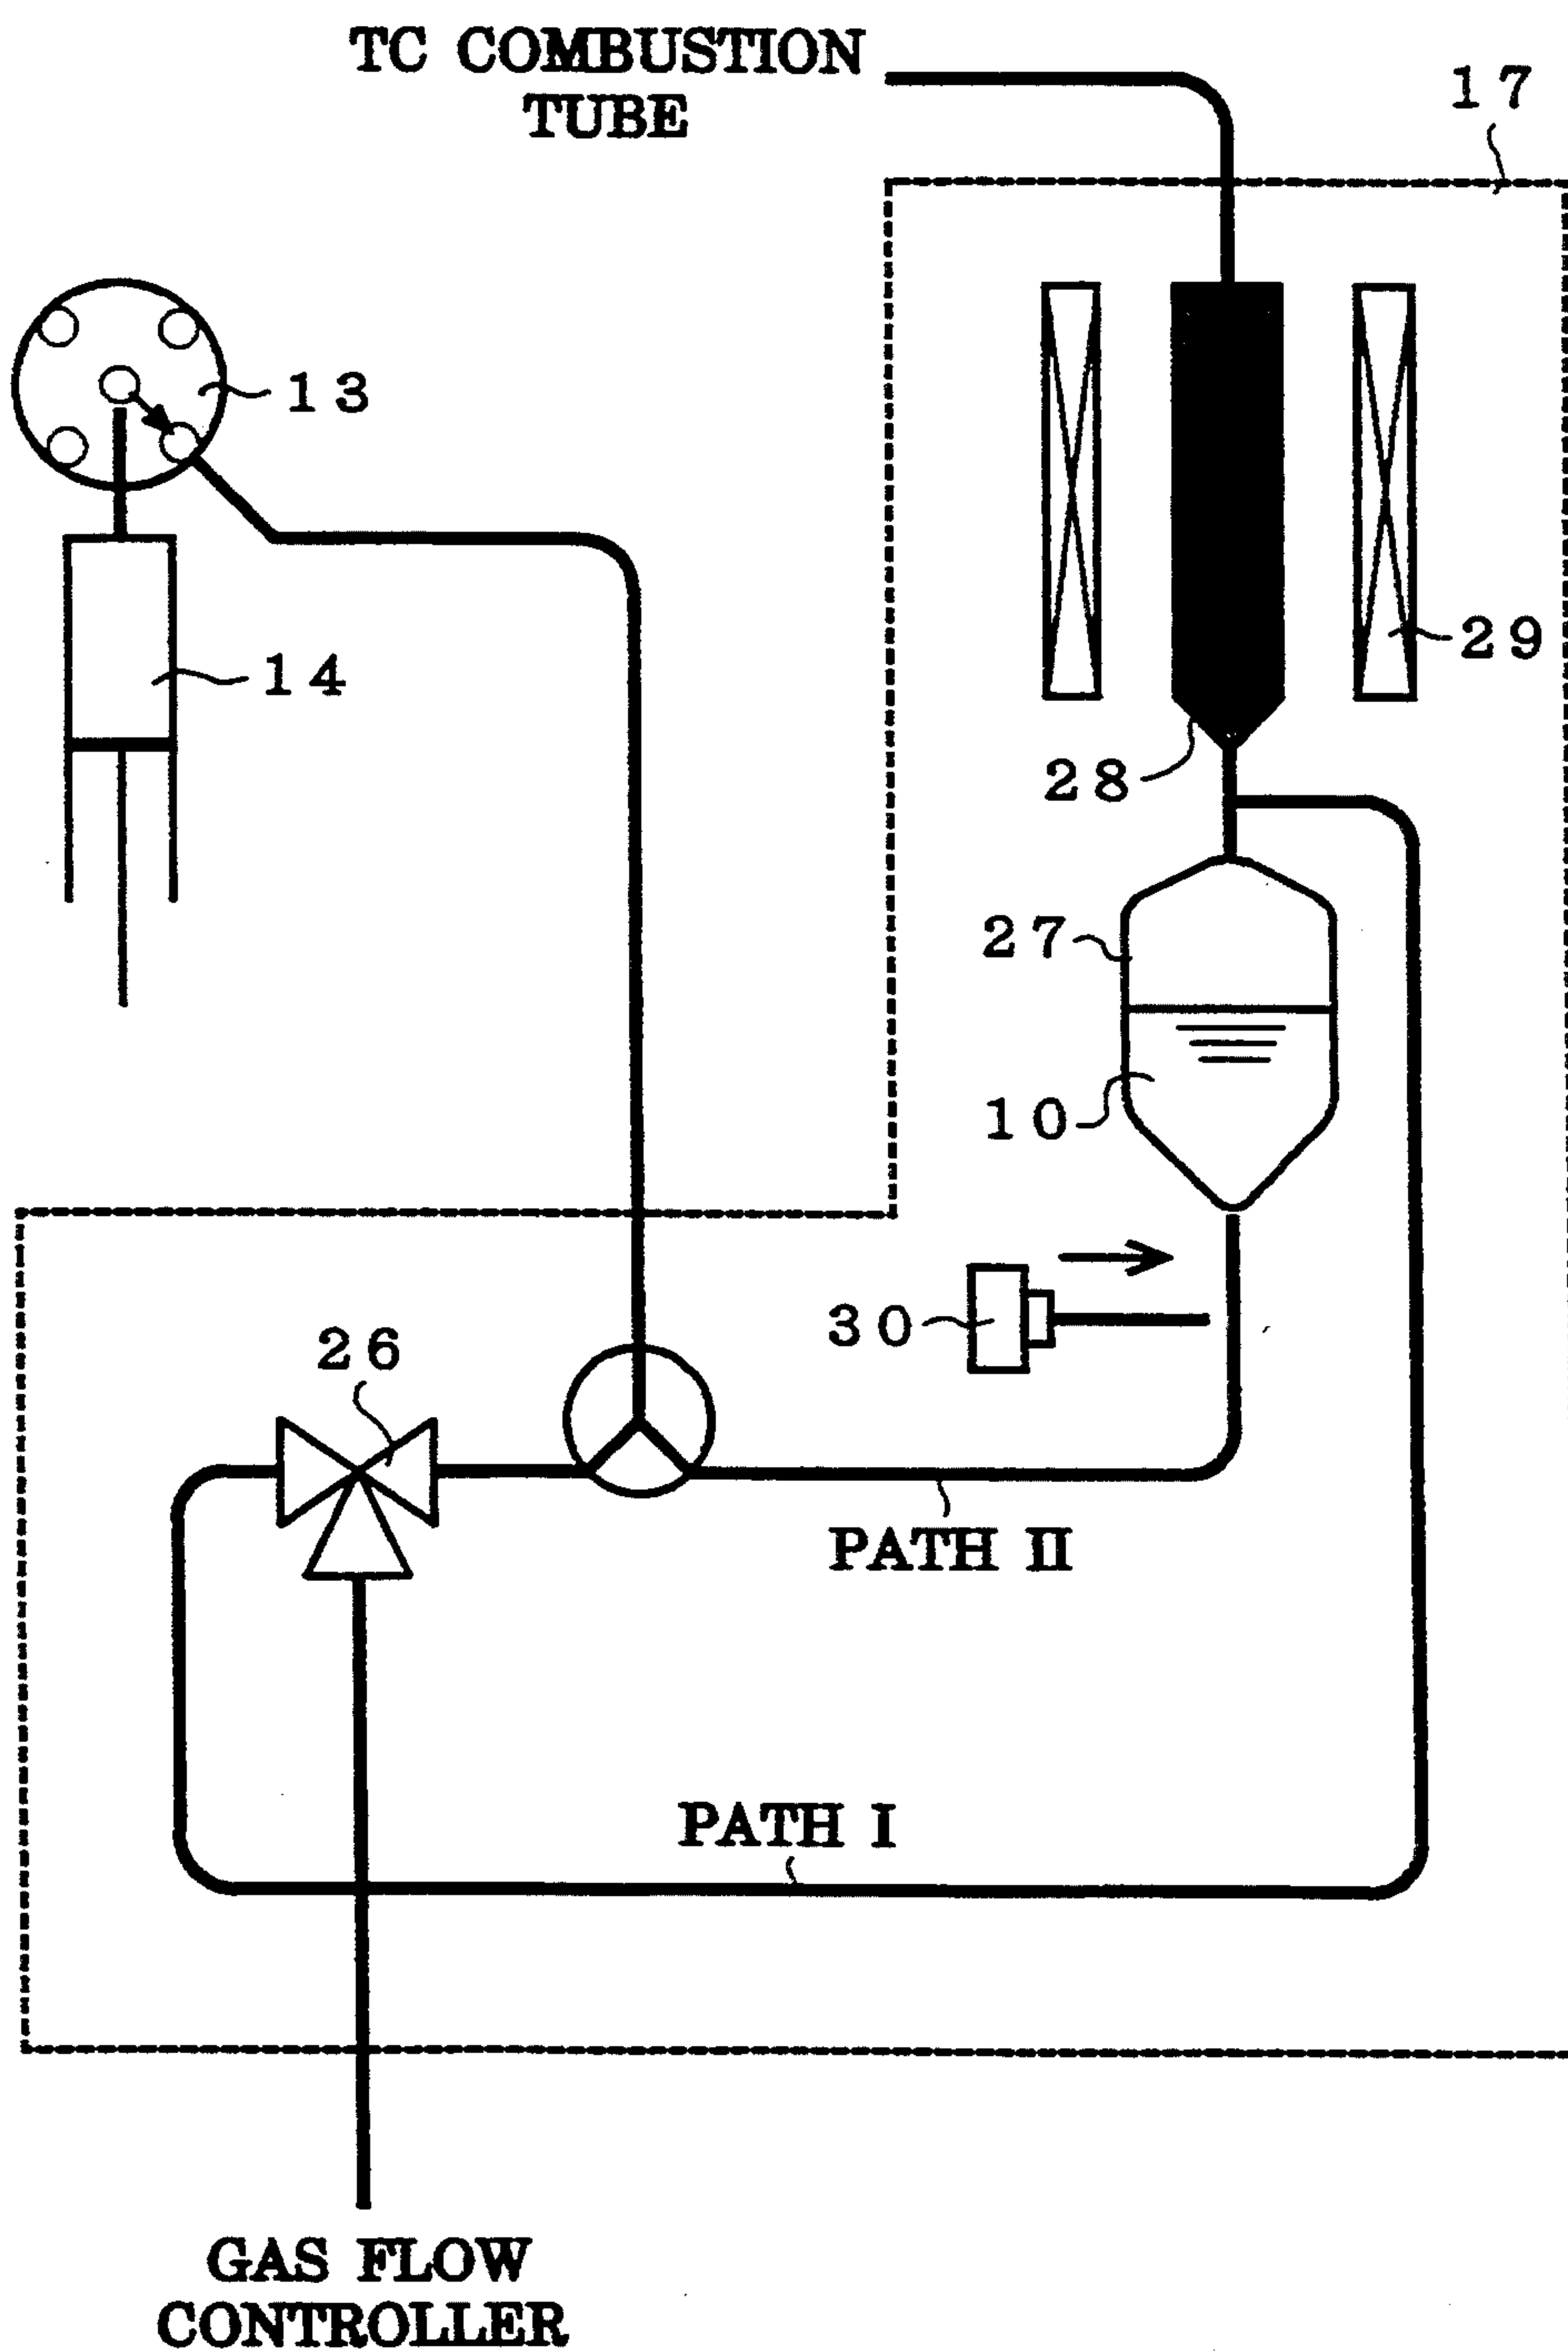 TC COMBUSTION
TUBE
17
13
14
29
28
27
10
30
26
PATH II
PATH I
GAS FLOW
CONTROLLER